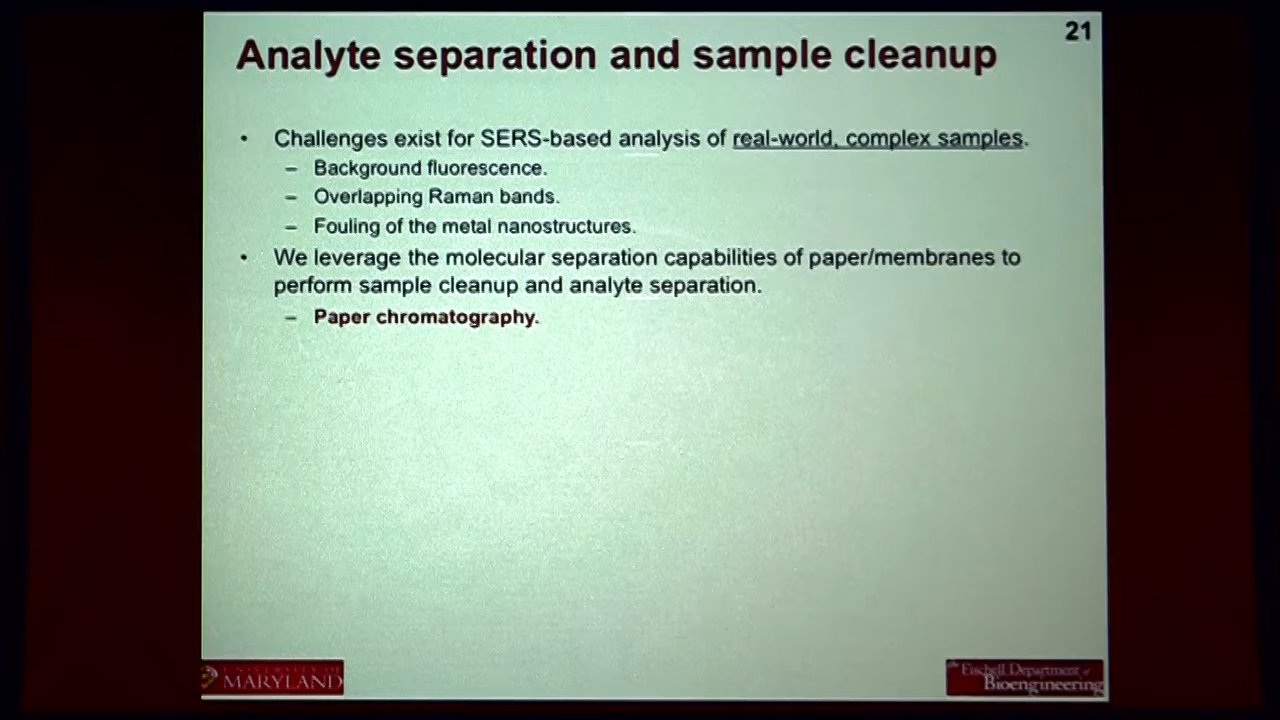 21
Analyte separation and sample cleanup
• Challenges exist for SERS-based analysis of real-world, complex samples.
– Background fluorescence.
– Overlapping Raman bands.
– Fouling of the metal nanostructures.
• We leverage the molecular separation capabilities of paper/membranes to
perform sample cleanup and analyte separation.
– Paper chromatography.
UNIVERSITY OF
MARYLAND
the Fischell Department of
Bioengineering